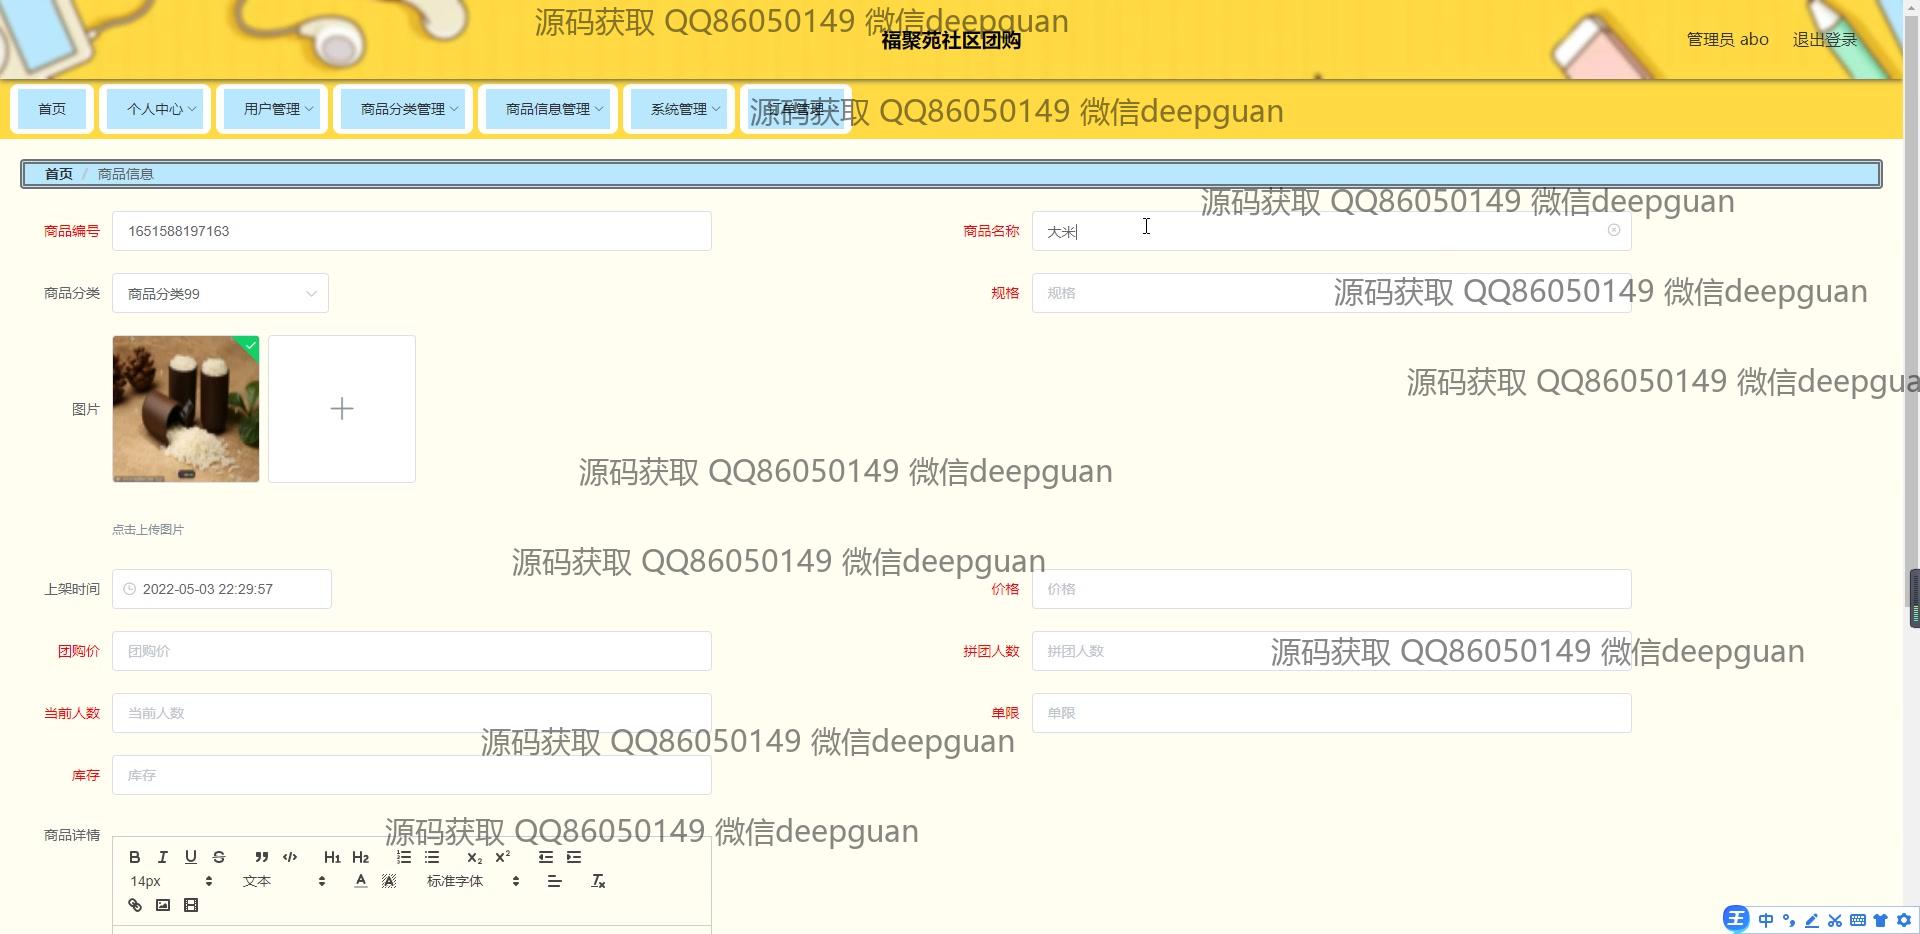 源码获取 QQ86050149 微信deepguan
福聚苑社区团购
管理员 abo
退出登录
首页
个人中心
用户管理
商品分类管理
商品信息管理
系统管理
订单管理
源码获取 QQ86050149 微信deepguan
首页 / 商品信息
源码获取 QQ86050149 微信deepguan
商品编号
1651588197163
商品名称
大米
商品分类
商品分类99
规格
规格
源码获取 QQ86050149 微信deepguan
源码获取 QQ86050149 微信deepgua
图片
源码获取 QQ86050149 微信deepguan
点击上传图片
源码获取 QQ86050149 微信deepguan
上架时间
2022-05-03 22:29:57
价格
价格
团购价
团购价
拼团人数
拼团人数
源码获取 QQ86050149 微信deepguan
当前人数
当前人数
单限
单限
源码获取 QQ86050149 微信deepguan
库存
库存
源码获取 QQ86050149 微信deepguan
商品详情
B I U S H1 H2 X2 X2
14px 文本 A A 标准字体
王 中